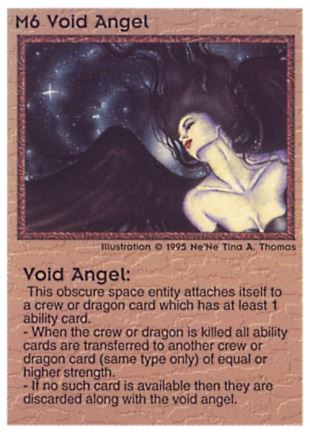 M6 Void Angel
Illustration © 1995 Ne'Ne Tina A. Thomas
Void Angel:
This obscure space entity attaches itself to
a crew or dragon card which has at least 1
ability card.
- When the crew or dragon is killed all ability
cards are transferred to another crew or
dragon card (same type only) of equal or
higher strength.
- If no such card is available then they are
discarded along with the void angel.